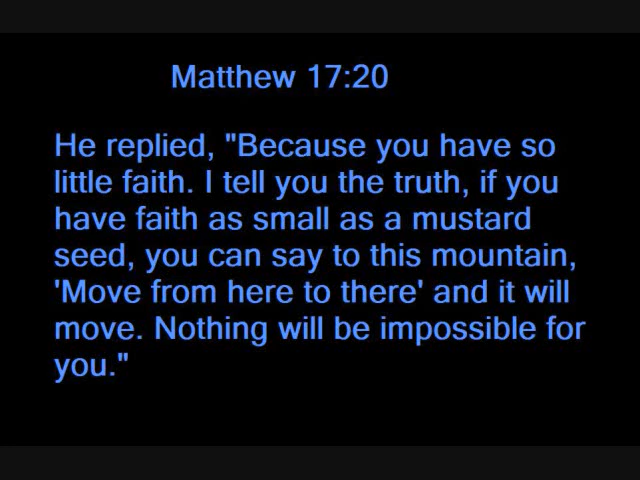 Matthew 17:20
He replied, "Because you have so
little faith. I tell you the truth, if you
have faith as small as a mustard
seed, you can say to this mountain,
'Move from here to there' and it will
move. Nothing will be impossible for
you."